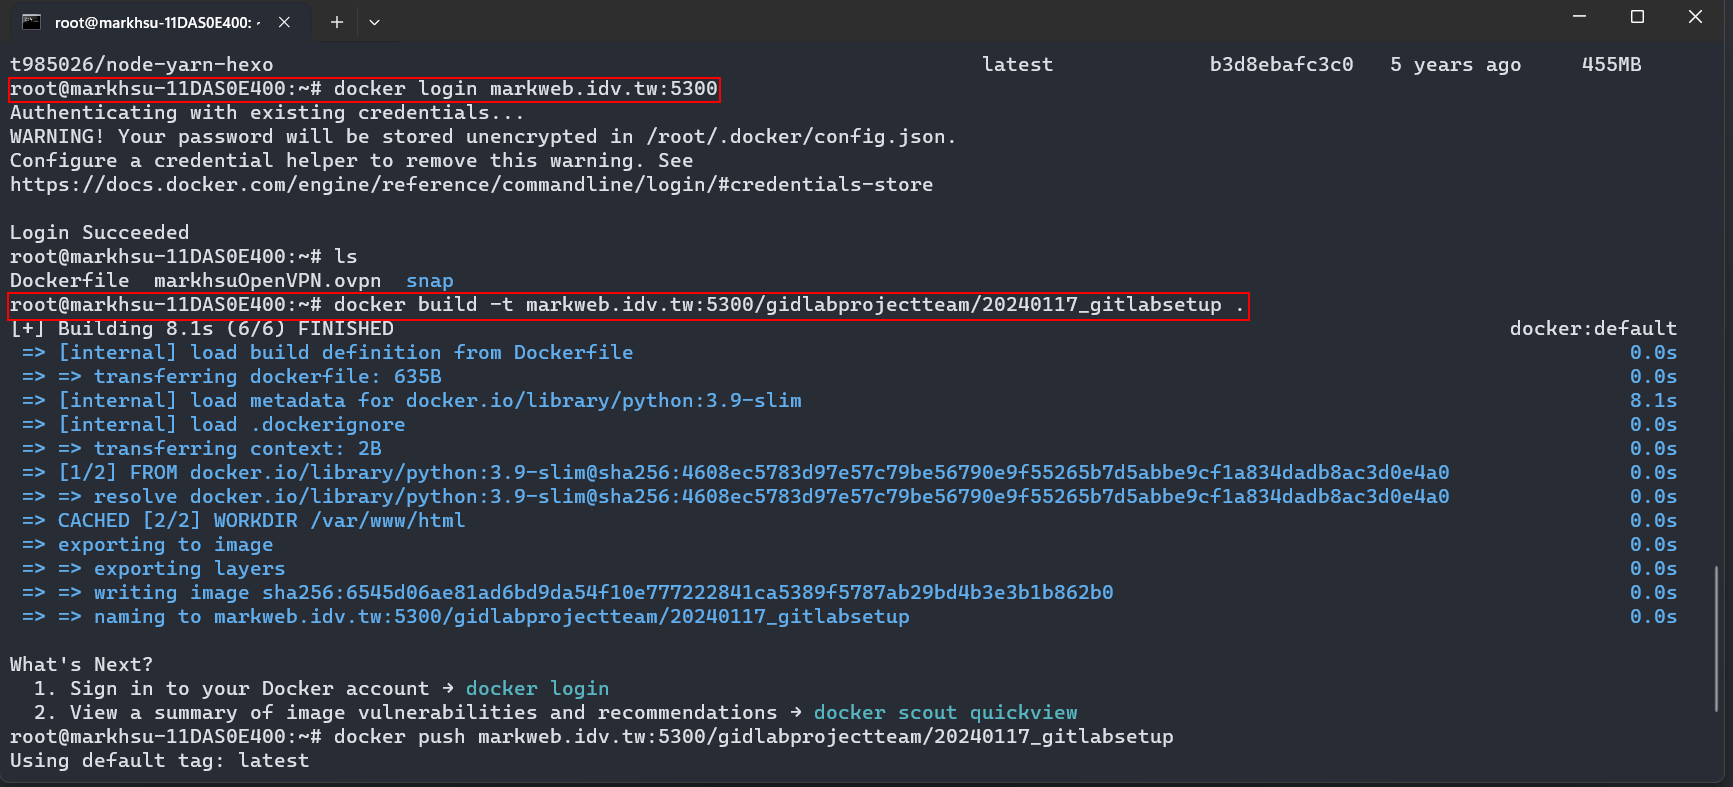 root@markhsu-11DAS0E400: -
t985026/node-yarn-hexo latest b3d8ebafc3c0 5 years ago 455MB
root@markhsu-11DAS0E400:~# docker login markweb.idv.tw:5300
Authenticating with existing credentials...
WARNING! Your password will be stored unencrypted in /root/.docker/config.json.
Configure a credential helper to remove this warning. See
https://docs.docker.com/engine/reference/commandline/login/#credentials-store
Login Succeeded
root@markhsu-11DAS0E400:~# ls
Dockerfile markhsuOpenVPN.ovpn snap
root@markhsu-11DAS0E400:~# docker build -t markweb.idv.tw:5300/gidlabprojectteam/20240117_gitlabsetup .
[+] Building 8.1s (6/6) FINISHED docker:default
=> [internal] load build definition from Dockerfile 0.0s
=> => transferring dockerfile: 635B 0.0s
=> [internal] load metadata for docker.io/library/python:3.9-slim 8.1s
=> [internal] load .dockerignore 0.0s
=> => transferring context: 2B 0.0s
=> [1/2] FROM docker.io/library/python:3.9-slim@sha256:4608ec5783d97e57c79be56790e9f55265b7d5abbe9cf1a834dadb8ac3d0e4a0 0.0s
=> => resolve docker.io/library/python:3.9-slim@sha256:4608ec5783d97e57c79be56790e9f55265b7d5abbe9cf1a834dadb8ac3d0e4a0 0.0s
=> CACHED [2/2] WORKDIR /var/www/html 0.0s
=> exporting to image 0.0s
=> => exporting layers 0.0s
=> => writing image sha256:6545d06ae81ad6bd9da54f10e777222841ca5389f5787ab29bd4b3e3b1b862b0 0.0s
=> => naming to markweb.idv.tw:5300/gidlabprojectteam/20240117_gitlabsetup 0.0s
What's Next?
1. Sign in to your Docker account → docker login
2. View a summary of image vulnerabilities and recommendations → docker scout quickview
root@markhsu-11DAS0E400:~# docker push markweb.idv.tw:5300/gidlabprojectteam/20240117_gitlabsetup
Using default tag: latest